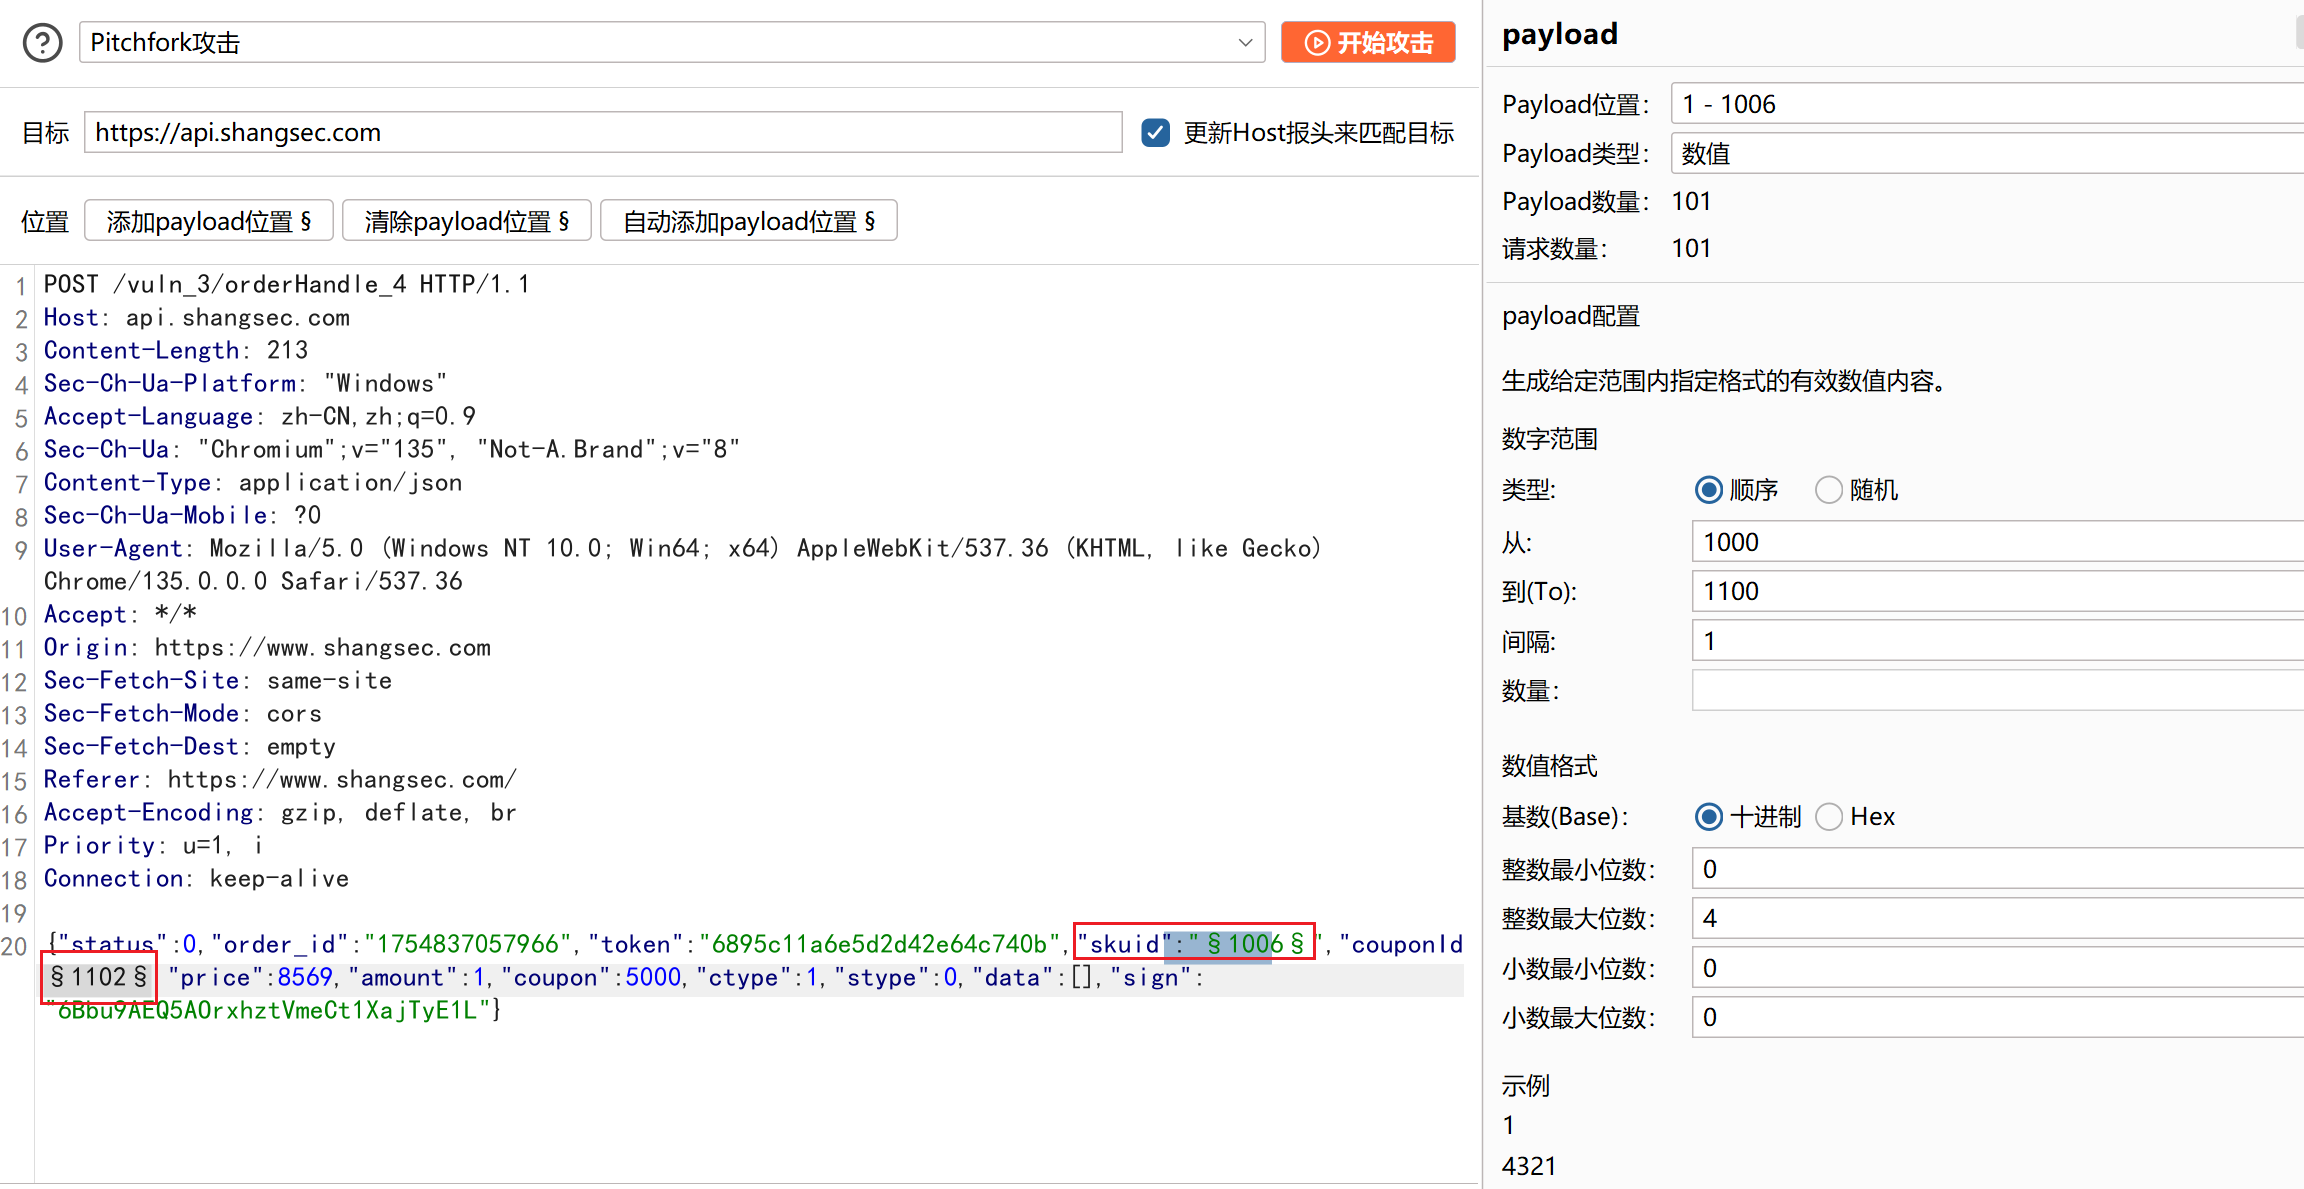 Pitchfork攻击
开始攻击
目标 https://api.shangsec.com 更新Host报头来匹配目标
位置 添加payload位置 § 清除payload位置 § 自动添加payload位置 §
1 POST /vuln_3/orderHandle_4 HTTP/1.1
2 Host: api.shangsec.com
3 Content-Length: 213
4 Sec-Ch-Ua-Platform: "Windows"
5 Accept-Language: zh-CN,zh;q=0.9
6 Sec-Ch-Ua: "Chromium";v="135", "Not-A.Brand";v="8"
7 Content-Type: application/json
8 Sec-Ch-Ua-Mobile: ?0
9 User-Agent: Mozilla/5.0 (Windows NT 10.0; Win64; x64) AppleWebKit/537.36 (KHTML, like Gecko)
Chrome/135.0.0.0 Safari/537.36
10 Accept: */*
11 Origin: https://www.shangsec.com
12 Sec-Fetch-Site: same-site
13 Sec-Fetch-Mode: cors
14 Sec-Fetch-Dest: empty
15 Referer: https://www.shangsec.com/
16 Accept-Encoding: gzip, deflate, br
17 Priority: u=1, i
18 Connection: keep-alive
19
20 {"status":0,"order_id":"1754837057966","token":"6895c11a6e5d2d42e64c740b","skuid":"§1006§","couponId
§1102§ "price":8569,"amount":1,"coupon":5000,"ctype":1,"stype":0,"data":[],"sign":
"6Bbu9AEQ5AOrxhztVmeCt1XajTyE1L"}
payload
Payload位置: 1 - 1006
Payload类型: 数值
Payload数量: 101
请求数量: 101
payload配置
生成给定范围内指定格式的有效数值内容。
数字范围
类型: 顺序 随机
从: 1000
到(To): 1100
间隔: 1
数量:
数值格式
基数(Base): 十进制 Hex
整数最小位数: 0
整数最大位数: 4
小数最小位数: 0
小数最大位数: 0
示例
1
4321